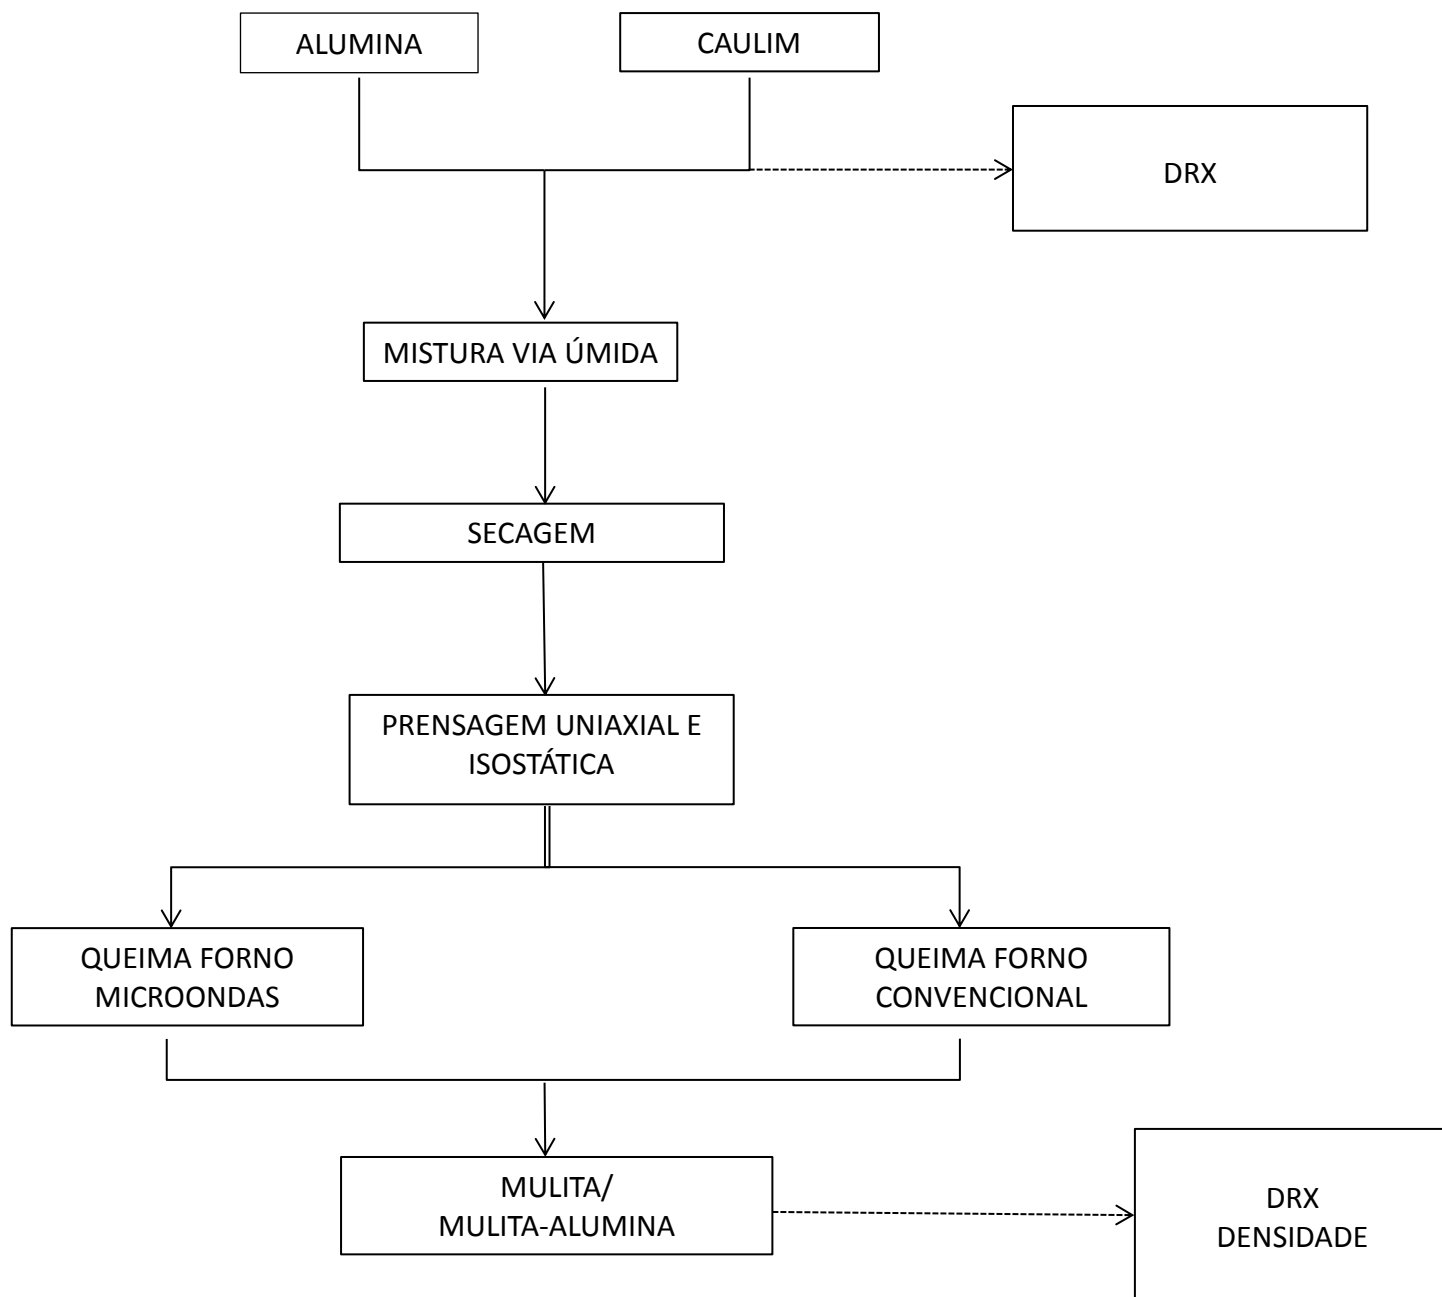 ALUMINA
CAULIM
DRX
MISTURA VIA ÚMIDA
SECAGEM
PRENSAGEM UNIAXIAL E
ISOSTÁTICA
QUEIMA FORNO
MICROONDAS
QUEIMA FORNO
CONVENCIONAL
MULITA/
MULITA-ALUMINA
DRX
DENSIDADE